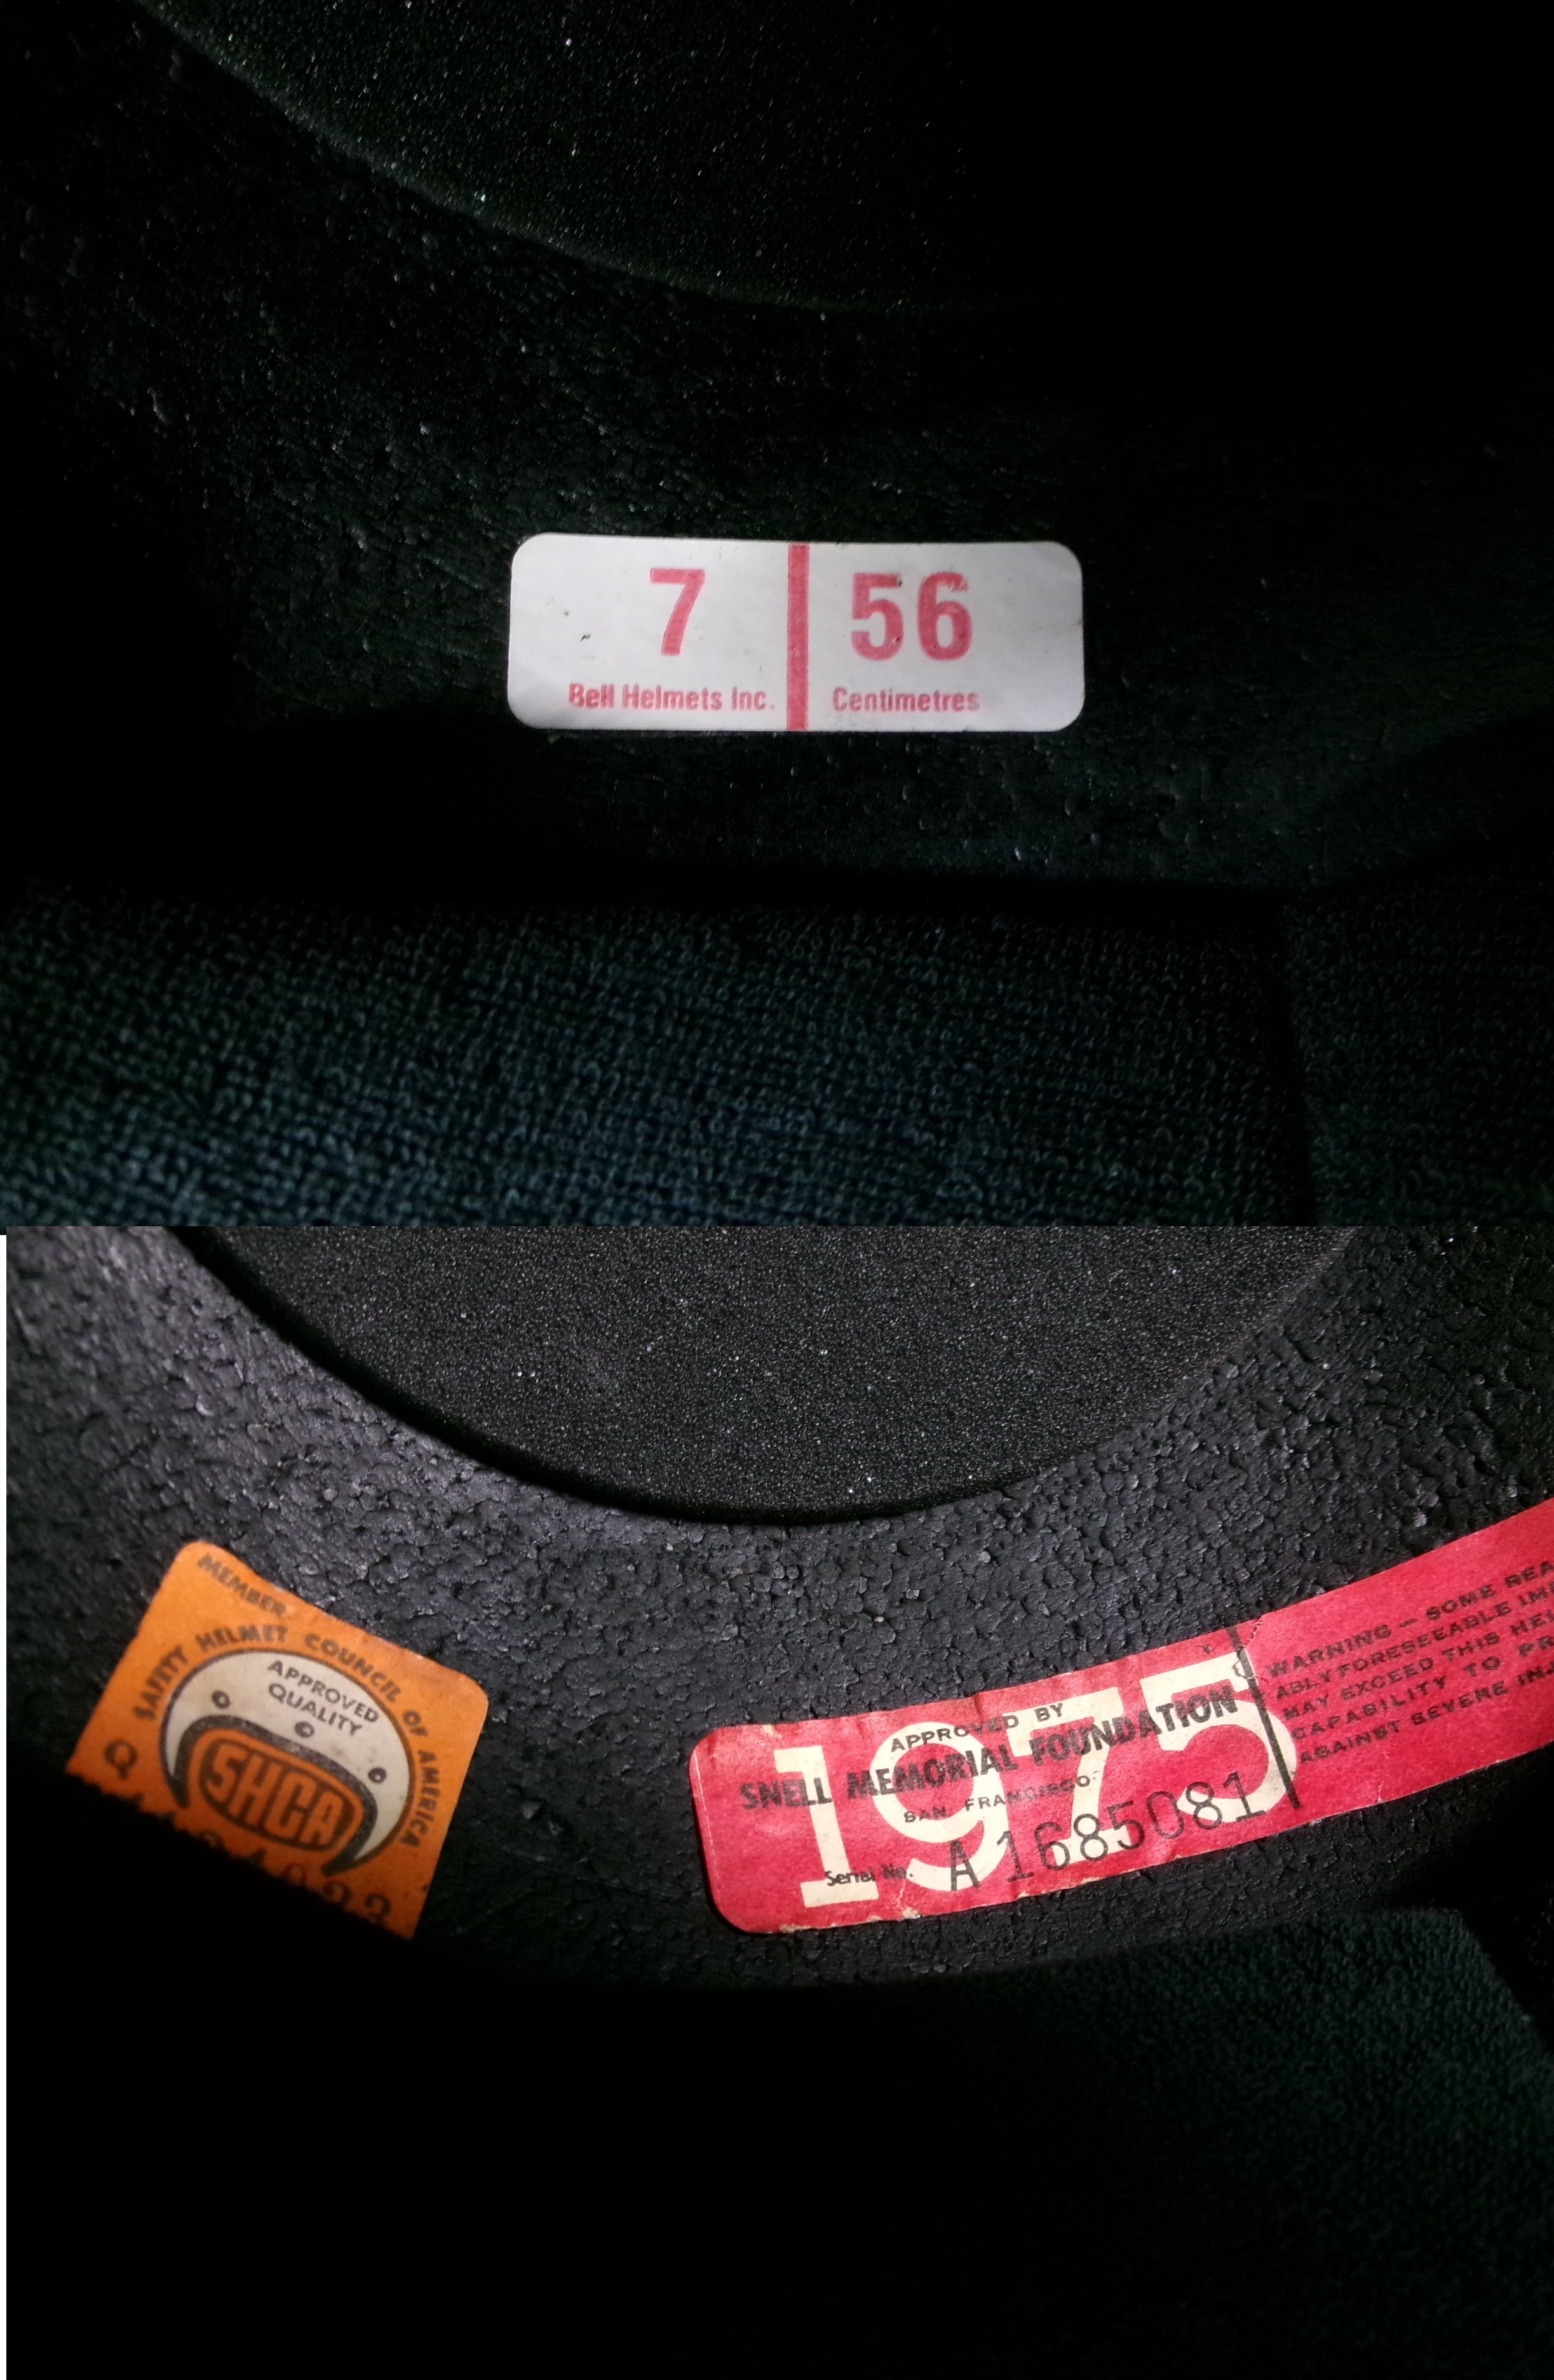 7 56
Bell Helmets Inc. Centimetres
MEMBER
SAFETY HELMET COUNCIL OF AMERICA
APPROVED
QUALITY
SHCA
Q
1975
APPROVED BY
SNELL MEMORIAL FOUNDATION
SAN FRANCISCO
Serial No. A 1685081
WARNING — SOME REA
ABLY FORESEEABLE IM
MAY EXCEED THIS HE
CAPABILITY TO PR
AGAINST SEVERE INJ